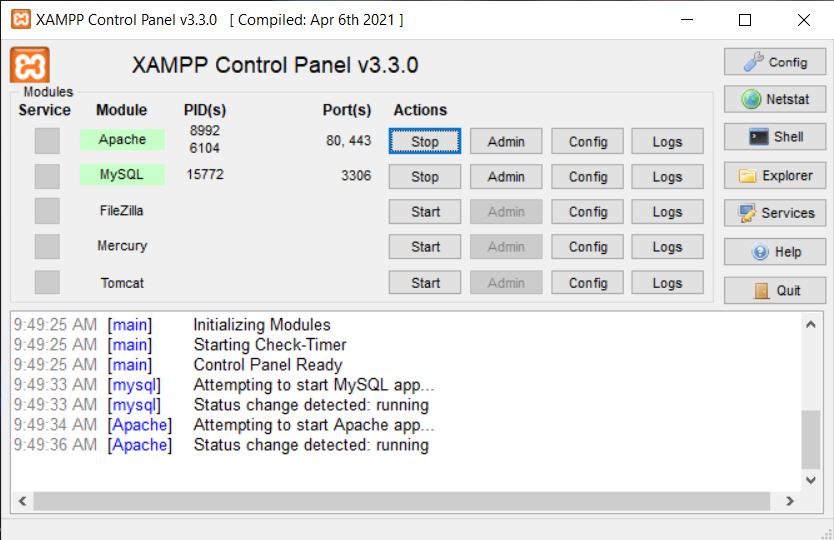 XAMPP Control Panel v3.3.0 [ Compiled: Apr 6th 2021 ]
XAMPP Control Panel v3.3.0
Config
Modules
Service Module PID(s) Port(s) Actions
Netstat
Apache 8992 6104 80, 443 Stop Admin Config Logs
Shell
MySQL 15772 3306 Stop Admin Config Logs
Explorer
FileZilla Start Admin Config Logs
Services
Mercury Start Admin Config Logs
Help
Tomcat Start Admin Config Logs
Quit
9:49:25 AM [main] Initializing Modules
9:49:25 AM [main] Starting Check-Timer
9:49:25 AM [main] Control Panel Ready
9:49:33 AM [mysql] Attempting to start MySQL app...
9:49:33 AM [mysql] Status change detected: running
9:49:34 AM [Apache] Attempting to start Apache app...
9:49:36 AM [Apache] Status change detected: running